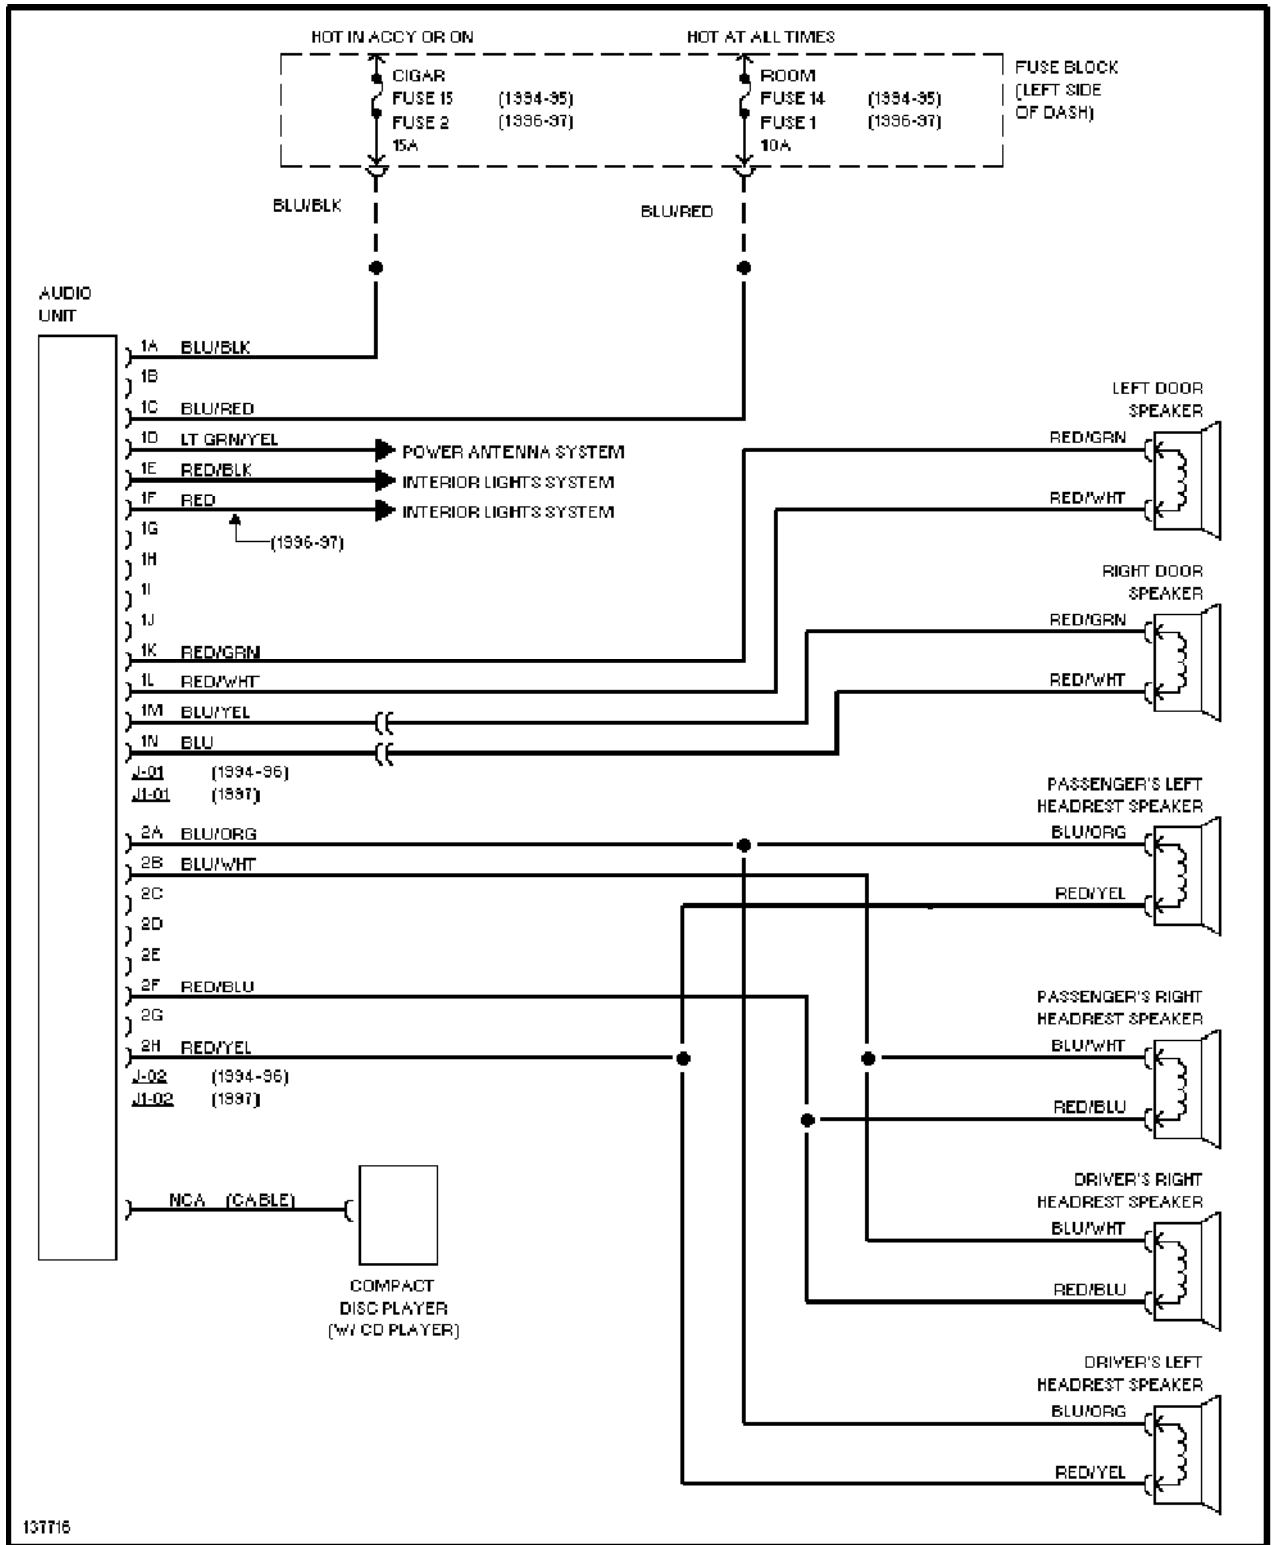 HOT IN ACCY OR ON
HOT AT ALL TIMES
CIGAR
FUSE 15 (1994-95)
FUSE 2 (1996-97)
15A
ROOM
FUSE 14 (1994-95)
FUSE 1 (1996-97)
10A
FUSE BLOCK
(LEFT SIDE
OF DASH)
BLU/BLK
BLU/RED
AUDIO
UNIT
1A BLU/BLK
1B
1C BLU/RED
1D LT GRN/YEL
POWER ANTENNA SYSTEM
1E RED/BLK
INTERIOR LIGHTS SYSTEM
1F RED
INTERIOR LIGHTS SYSTEM
1G
(1996-97)
1H
1I
1J
1K RED/GRN
1L RED/WHT
1M BLU/YEL
1N BLU
J-01 (1994-96)
J1-01 (1997)
2A BLU/ORG
2B BLU/WHT
2C
2D
2E
2F RED/BLU
2G
2H RED/YEL
J-02 (1994-96)
J1-02 (1997)
NCA (CABLE)
COMPACT
DISC PLAYER
(W/ CD PLAYER)
LEFT DOOR
SPEAKER
RED/GRN
RED/WHT
RIGHT DOOR
SPEAKER
RED/GRN
RED/WHT
PASSENGER'S LEFT
HEADREST SPEAKER
BLU/ORG
RED/YEL
PASSENGER'S RIGHT
HEADREST SPEAKER
BLU/WHT
RED/BLU
DRIVER'S RIGHT
HEADREST SPEAKER
BLU/WHT
RED/BLU
DRIVER'S LEFT
HEADREST SPEAKER
BLU/ORG
RED/YEL
137716